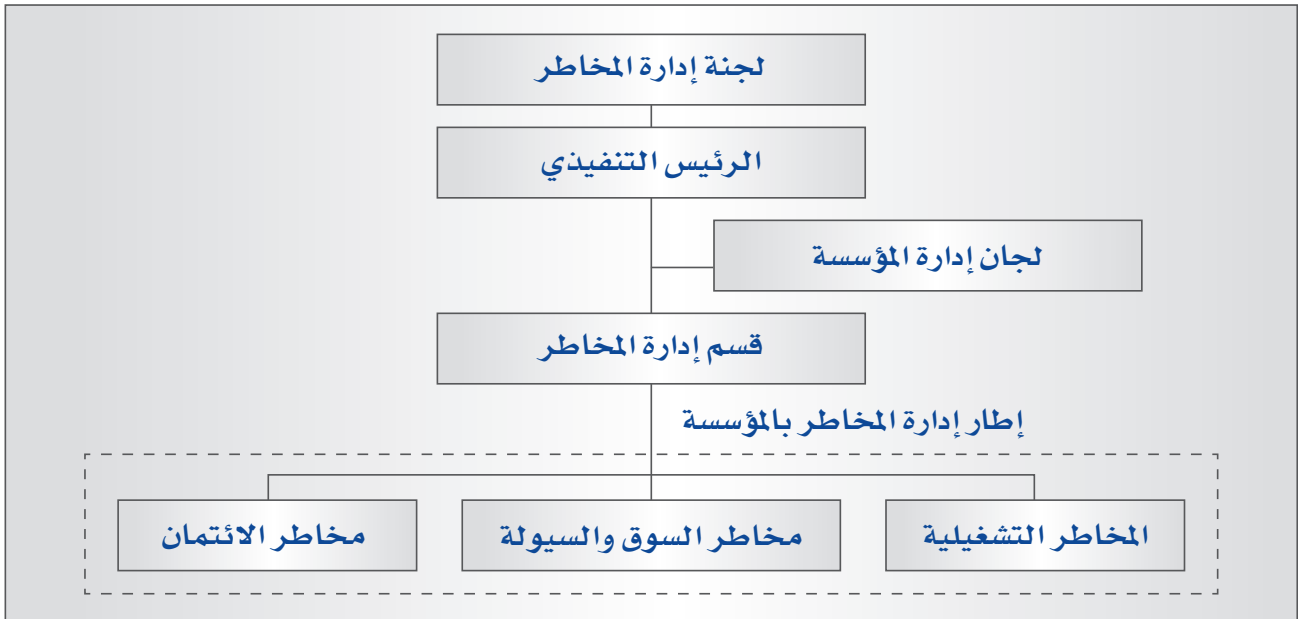 لجنة إدارة المخاطر
الرئيس التنفيذي
لجان إدارة المؤسسة
قسم إدارة المخاطر
إطار إدارة المخاطر بالمؤسسة
المخاطر التشغيلية
مخاطر السوق والسيولة
مخاطر الائتمان